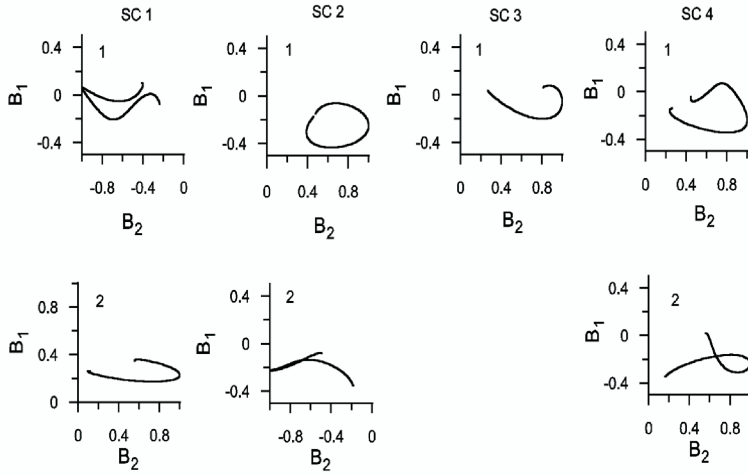 SC 1 SC 2 SC 3 SC 4
1 1 1 1
0.4 0.4 0.4 0.4
B1 B1 B1 B1
0 0 0 0
-0.4 -0.4 -0.4 -0.4
-0.8 -0.4 0 0 0.4 0.8 0 0.4 0.8 0 0.4 0.8
B2 B2 B2 B2
2 2 2
0.8 0.4 0.4
B1 B1 B1
0.4 0 0
0 -0.4 -0.4
0 0.4 0.8 -0.8 -0.4 0 0 0.4 0.8
B2 B2 B2